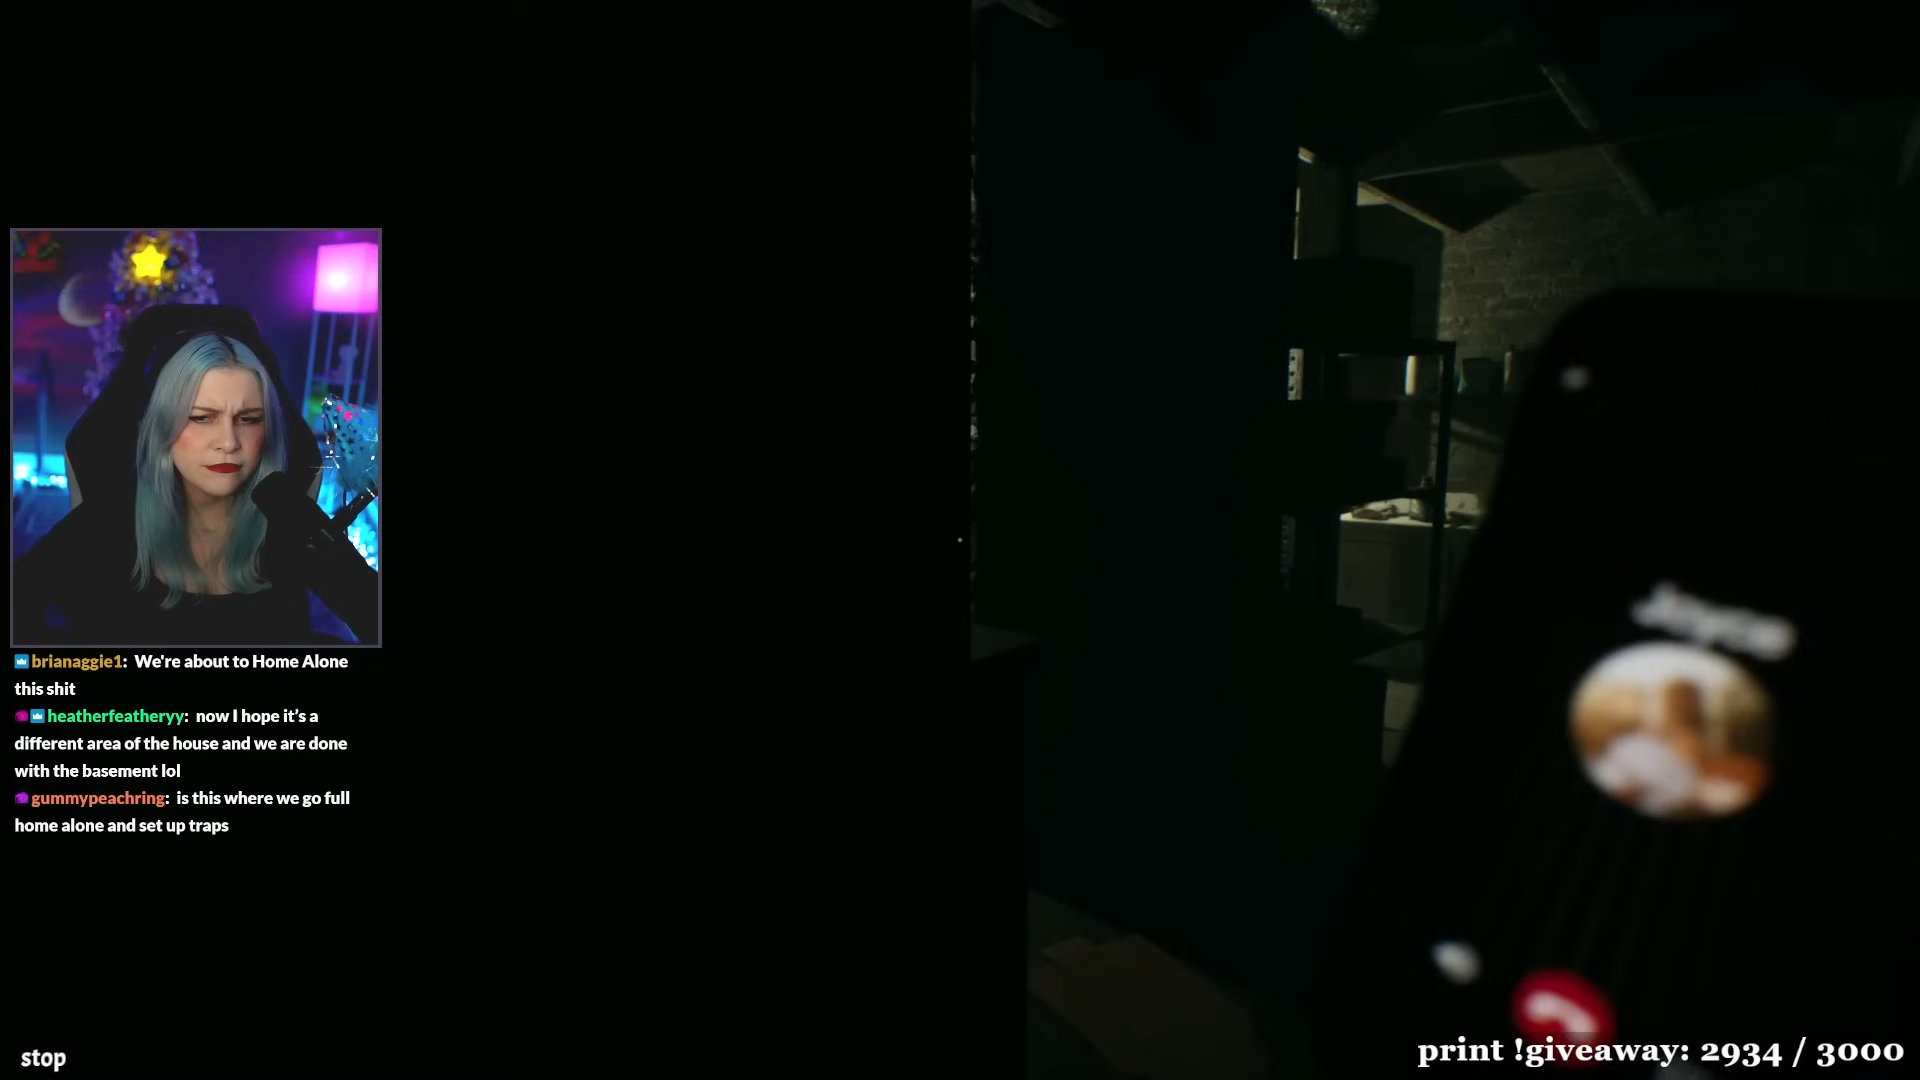 brianaggie1: We're about to Home Alone
this shit
heatherfeatheryy: now I hope it’s a
different area of the house and we are done
with the basement lol
gummypeachring: is this where we go full
home alone and set up traps
stop
print !giveaway: 2934 / 3000